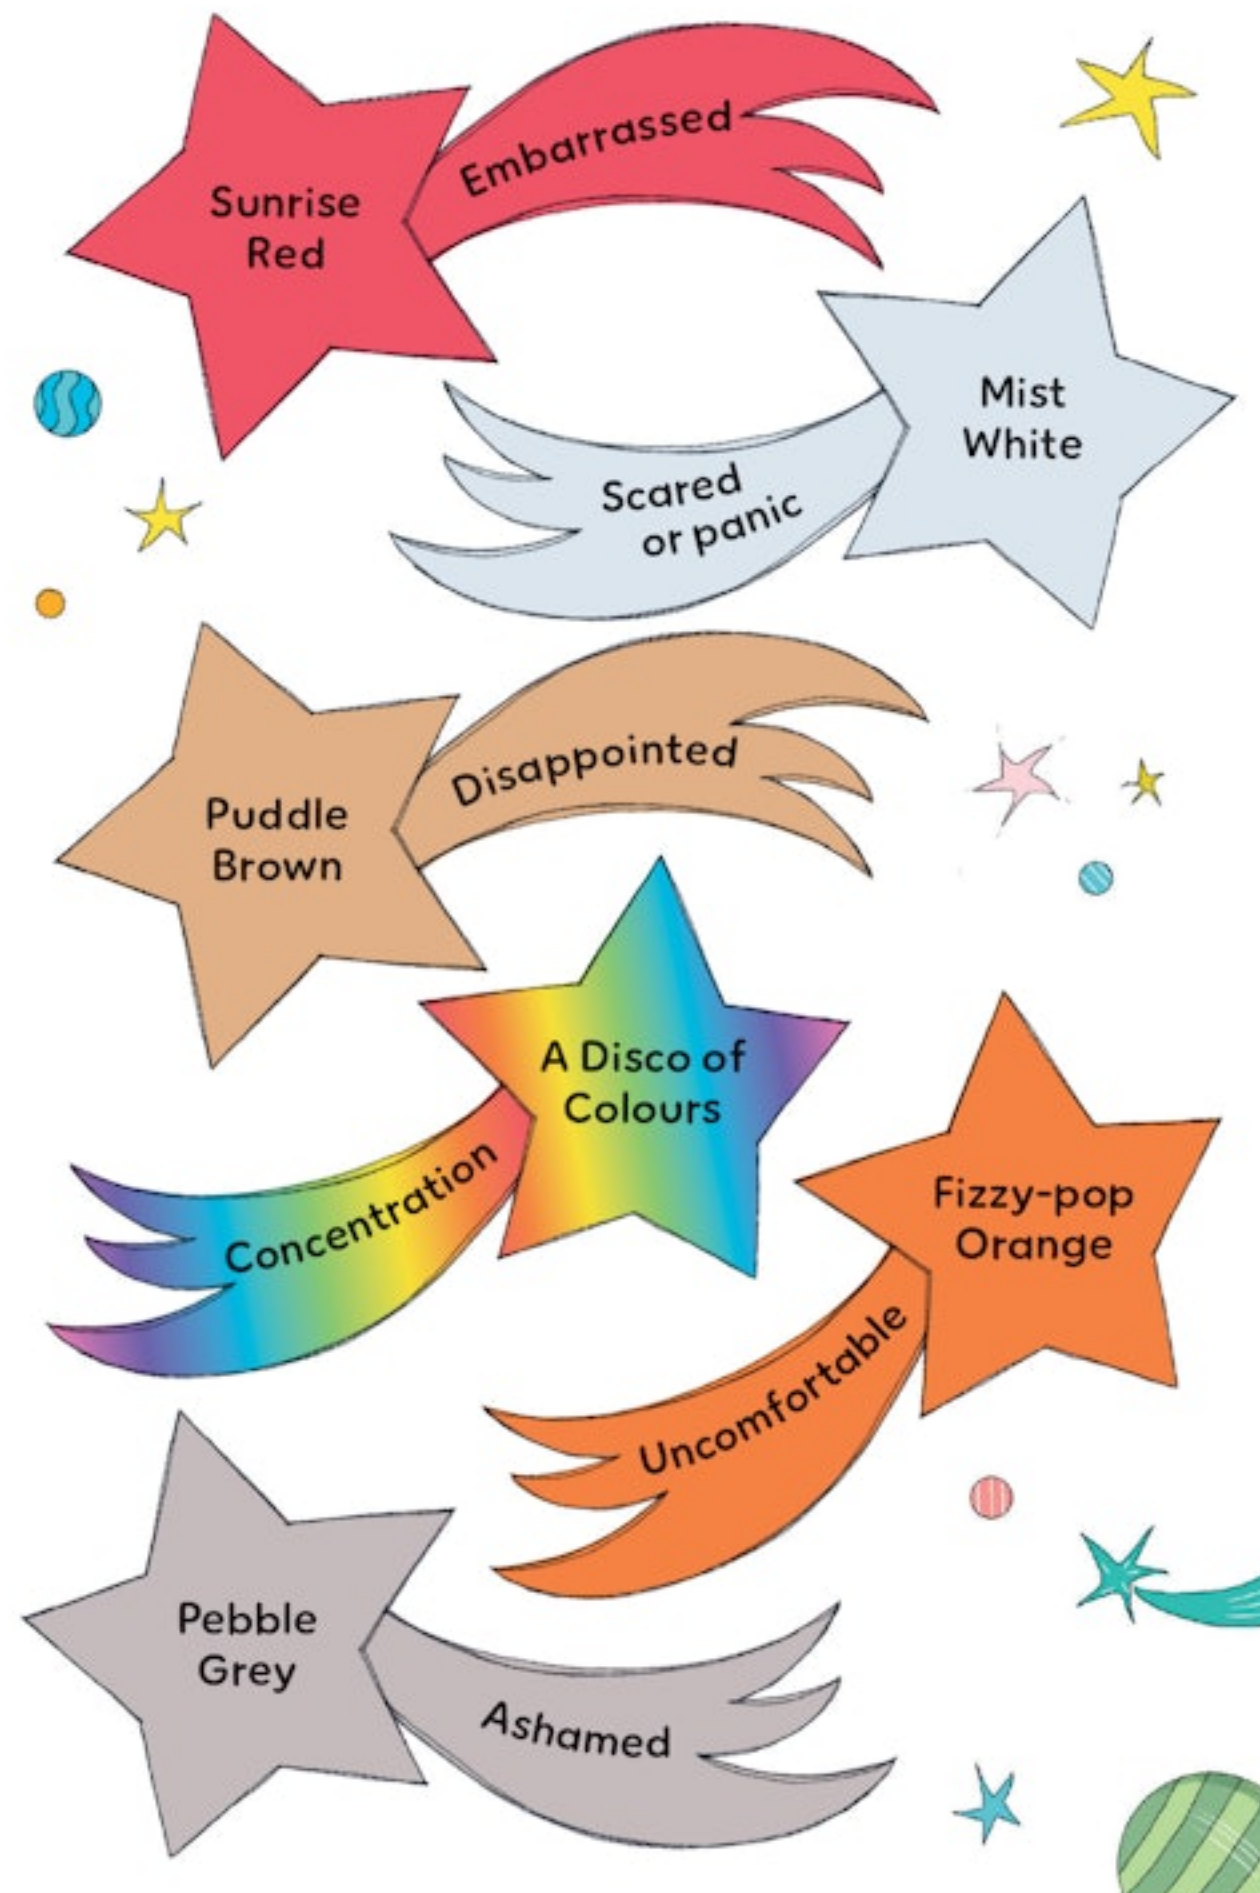 Sunrise
Red
Embarrassed
Mist
White
Scared
or panic
Puddle
Brown
Disappointed
A Disco of
Colours
Concentration
Fizzy-pop
Orange
Uncomfortable
Pebble
Grey
Ashamed